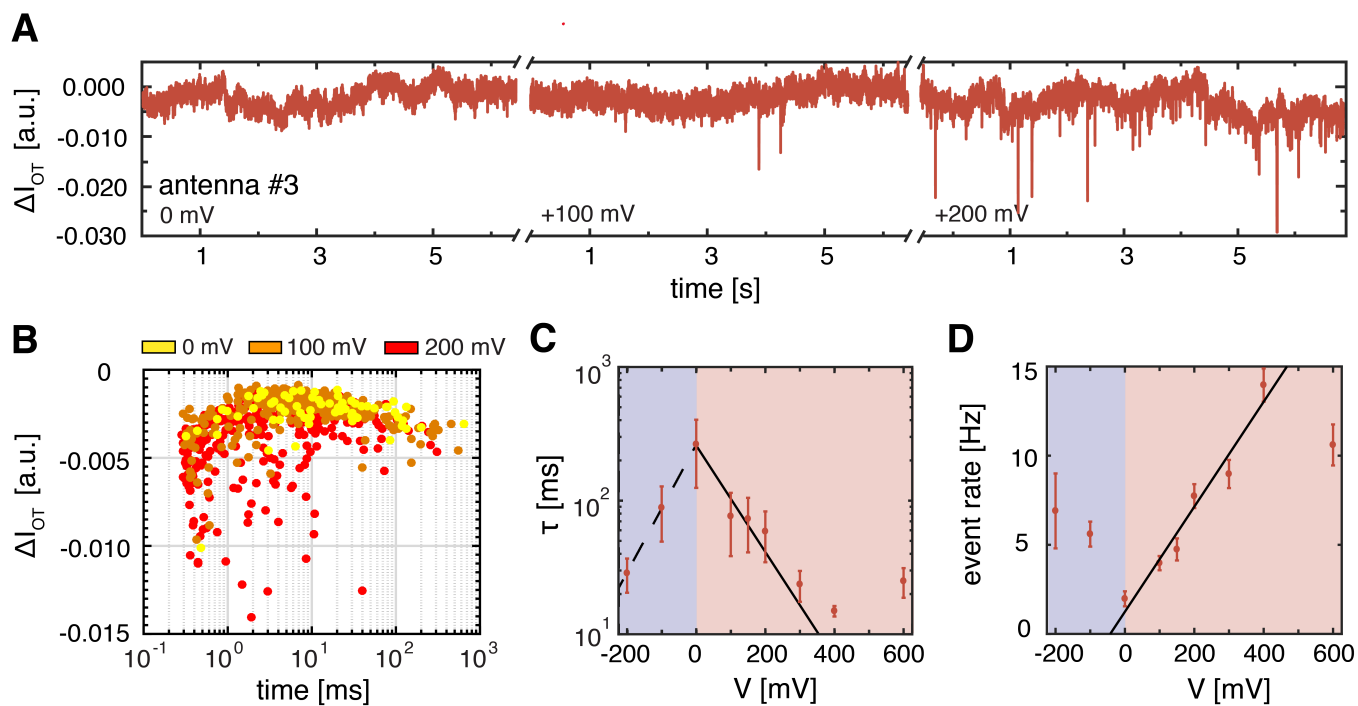 A
ΔI_OT [a.u.]
0.000
-0.010
-0.020
-0.030
antenna #3
0 mV
+100 mV
+200 mV
1 3 5 1 3 5 1 3 5
time [s]
B
0 mV 100 mV 200 mV
ΔI_OT [a.u.]
0
-0.005
-0.010
-0.015
10^-1 10^0 10^1 10^2 10^3
time [ms]
C
τ [ms]
10^3
10^2
10^1
-200 0 200 400 600
V [mV]
D
event rate [Hz]
15
10
5
0
-200 0 200 400 600
V [mV]